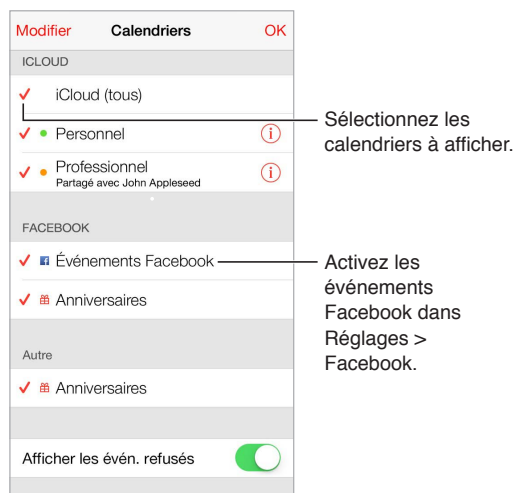 Modifier Calendriers OK
ICLOUD
iCloud (tous)
Personnel
Professionnel
Partagé avec John Appleseed
FACEBOOK
Événements Facebook
Anniversaires
Autre
Anniversaires
Afficher les évén. refusés
Sélectionnez les
calendriers à afficher.
Activez les
événements
Facebook dans
Réglages >
Facebook.